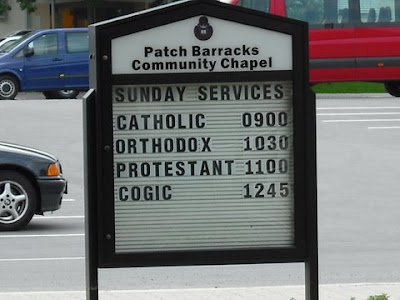 Patch Barracks
Community Chapel
SUNDAY SERVICES
CATHOLIC 0900
ORTHODOX 1030
PROTESTANT 1100
COGIC 1245